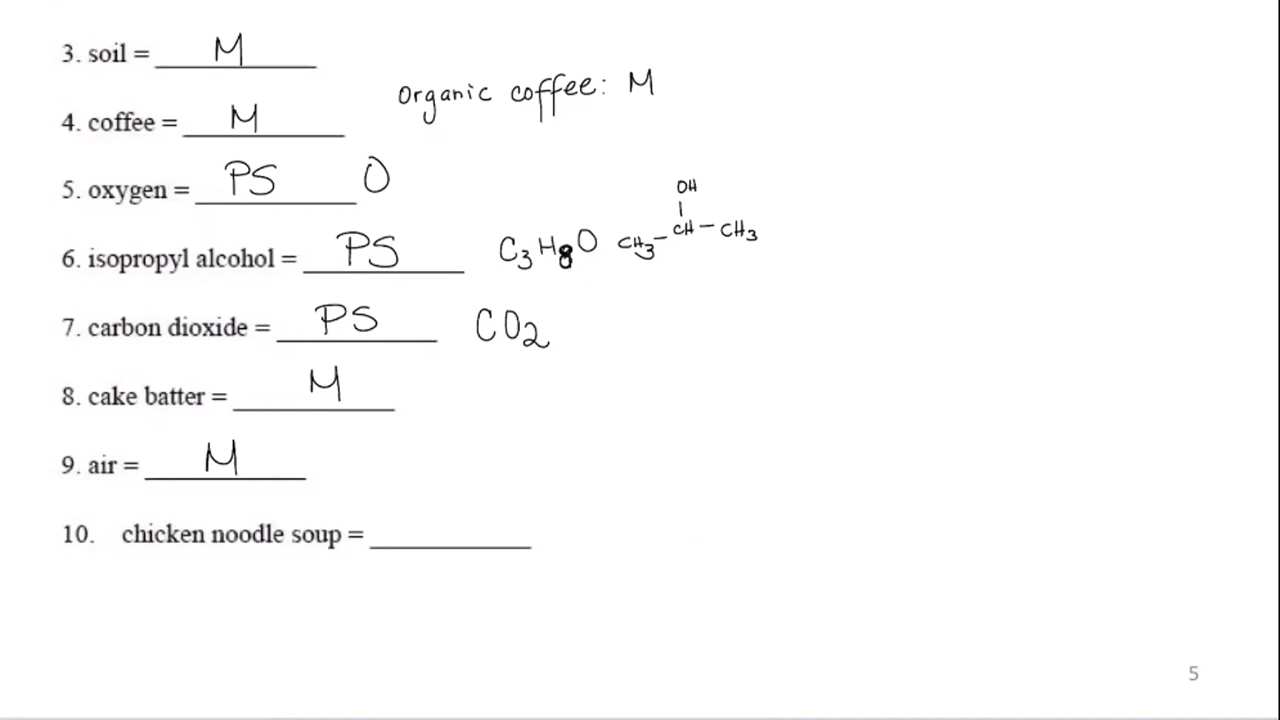 3. soil = M
Organic coffee: M
4. coffee = M
5. oxygen = PS O
OH
6. isopropyl alcohol = PS C3H8O CH3-CH-CH3
7. carbon dioxide = PS CO2
8. cake batter = M
9. air = M
10. chicken noodle soup =
5